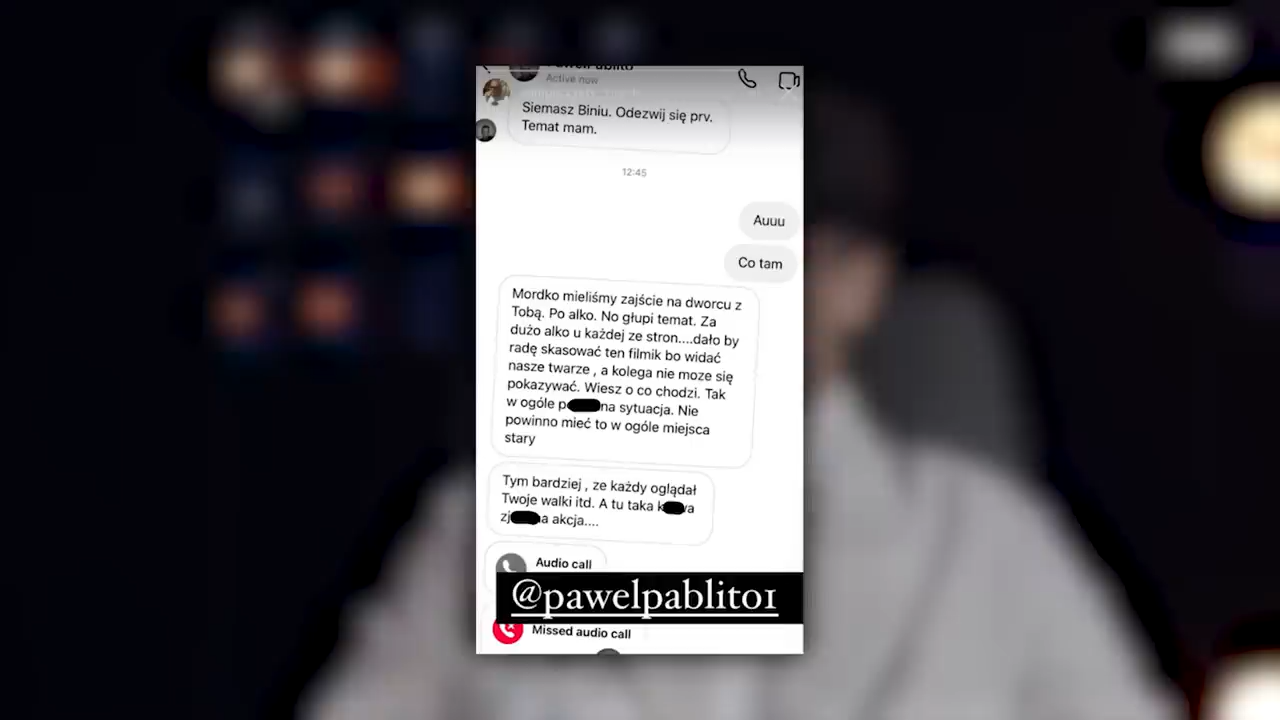 Active now
Siemasz Biniu. Odezwij się prv.
Temat mam.
12:45
Auuu
Co tam
Mordko mieliśmy zajście na dworcu z
Tobą. Po alko. No głupi temat. Za
dużo alko u każdej ze stron....dało by
radę skasować ten filmik bo widać
nasze twarze , a kolega nie moze się
pokazywać. Wiesz o co chodzi. Tak
w ogóle p na sytuacja. Nie
powinno mieć to w ogóle miejsca
stary
Tym bardziej , ze każdy oglądał
Twoje walki itd. A tu taka k wa
zj a akcja....
Audio call
@pawelpablito1
Missed audio call